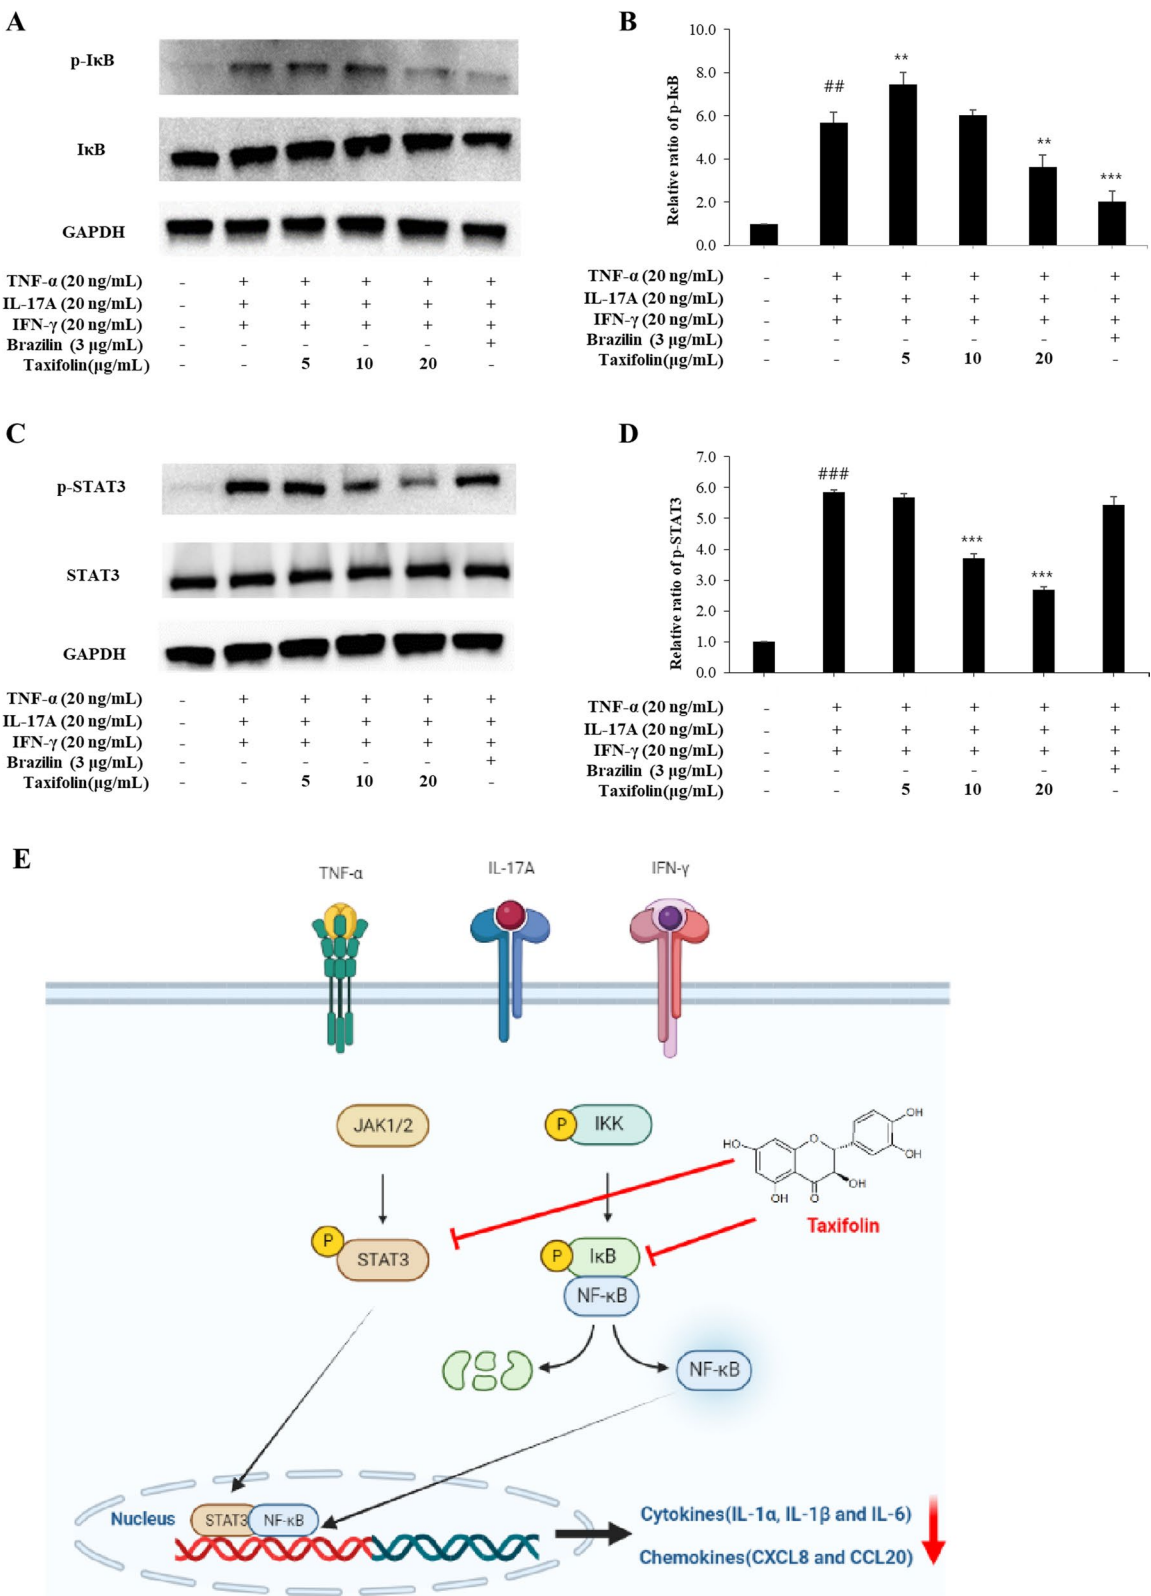 A
p-IκB
IκB
GAPDH
TNF-α (20 ng/mL) - + + + + +
IL-17A (20 ng/mL) - + + + + +
IFN-γ (20 ng/mL) - + + + + +
Brazilin (3 μg/mL) - - - - - +
Taxifolin(μg/mL) - - 5 10 20 -
B
Relative ratio of p-IκB
10.0
8.0
6.0
4.0
2.0
0.0
## ** ** ***
TNF-α (20 ng/mL) - + + + + +
IL-17A (20 ng/mL) - + + + + +
IFN-γ (20 ng/mL) - + + + + +
Brazilin (3 μg/mL) - - - - - +
Taxifolin(μg/mL) - - 5 10 20 -
C
p-STAT3
STAT3
GAPDH
TNF-α (20 ng/mL) - + + + + +
IL-17A (20 ng/mL) - + + + + +
IFN-γ (20 ng/mL) - + + + + +
Brazilin (3 μg/mL) - - - - - +
Taxifolin(μg/mL) - - 5 10 20 -
D
Relative ratio of p-STAT3
7.0
6.0
5.0
4.0
3.0
2.0
1.0
0.0
### *** ***
TNF-α (20 ng/mL) - + + + + +
IL-17A (20 ng/mL) - + + + + +
IFN-γ (20 ng/mL) - + + + + +
Brazilin (3 μg/mL) - - - - - +
Taxifolin(μg/mL) - - 5 10 20 -
E
TNF-α
IL-17A
IFN-γ
JAK1/2
P
IKK
HO
O
OH
OH
OH
O
OH
Taxifolin
P
STAT3
P
IκB
NF-κB
NF-κB
Nucleus
STAT3
NF-κB
Cytokines(IL-1α, IL-1β and IL-6)
Chemokines(CXCL8 and CCL20)